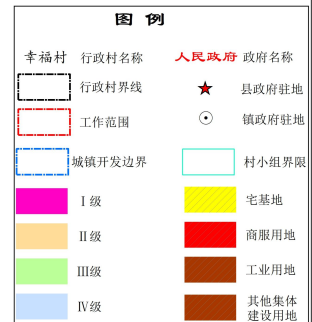 图 例
幸福村 行政村名称 人民政府 政府名称
行政村界线 县政府驻地
工作范围 镇政府驻地
城镇开发边界 村小组界限
Ⅰ级 宅基地
Ⅱ级 商服用地
Ⅲ级 工业用地
Ⅳ级 其他集体
建设用地